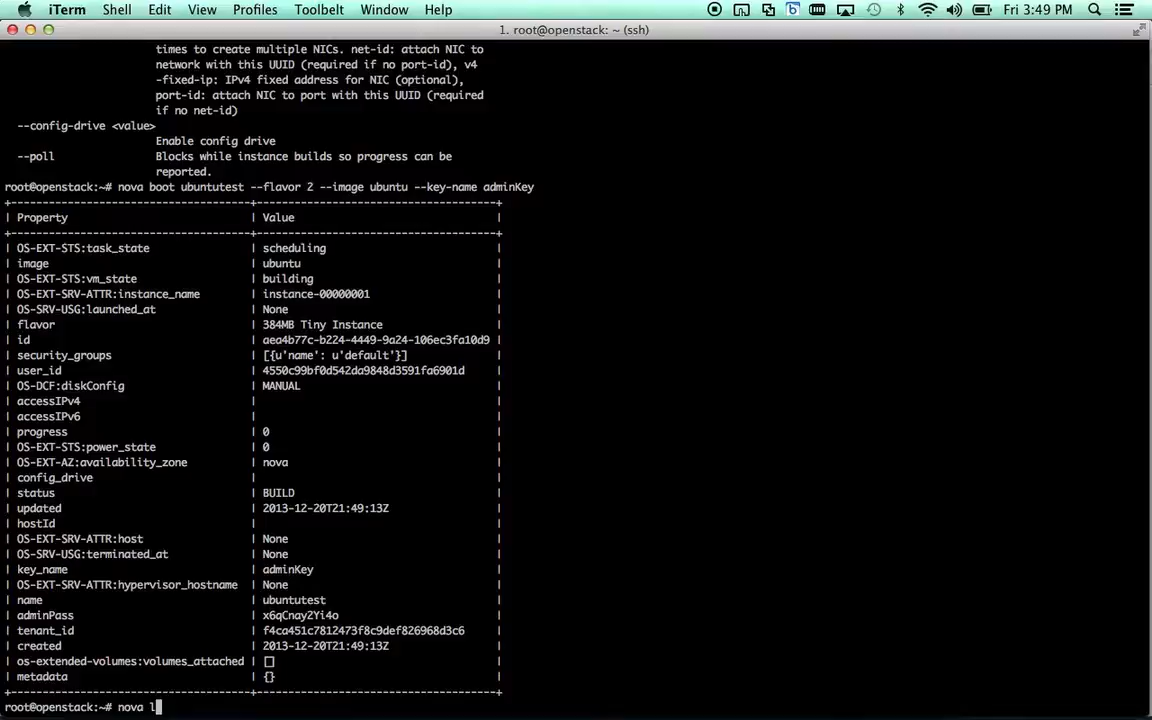 iTerm Shell Edit View Profiles Toolbelt Window Help Fri 3:49 PM
1. root@openstack: ~ (ssh)
times to create multiple NICs. net-id: attach NIC to
network with this UUID (required if no port-id), v4
-fixed-ip: IPv4 fixed address for NIC (optional),
port-id: attach NIC to port with this UUID (required
if no net-id)
--config-drive <value>
Enable config drive
--poll Blocks while instance builds so progress can be
reported.
root@openstack:~# nova boot ubuntutest --flavor 2 --image ubuntu --key-name adminKey
+--------------------------------------+--------------------------------------+
| Property | Value |
+--------------------------------------+--------------------------------------+
| OS-EXT-STS:task_state | scheduling |
| image | ubuntu |
| OS-EXT-STS:vm_state | building |
| OS-EXT-SRV-ATTR:instance_name | instance-00000001 |
| OS-SRV-USG:launched_at | None |
| flavor | 384MB Tiny Instance |
| id | aea4b77c-b224-4449-9a24-106ec3fa10d9 |
| security_groups | [{u'name': u'default'}] |
| user_id | 4550c99bf0d542da9848d3591fa6901d |
| OS-DCF:diskConfig | MANUAL |
| accessIPv4 | |
| accessIPv6 | |
| progress | 0 |
| OS-EXT-STS:power_state | 0 |
| OS-EXT-AZ:availability_zone | nova |
| config_drive | |
| status | BUILD |
| updated | 2013-12-20T21:49:13Z |
| hostId | |
| OS-EXT-SRV-ATTR:host | None |
| OS-SRV-USG:terminated_at | None |
| key_name | adminKey |
| OS-EXT-SRV-ATTR:hypervisor_hostname | None |
| name | ubuntutest |
| adminPass | x6qCnay2Yi4o |
| tenant_id | f4ca451c7812473f8c9def826968d3c6 |
| created | 2013-12-20T21:49:13Z |
| os-extended-volumes:volumes_attached | [] |
| metadata | {} |
+--------------------------------------+--------------------------------------+
root@openstack:~# nova l